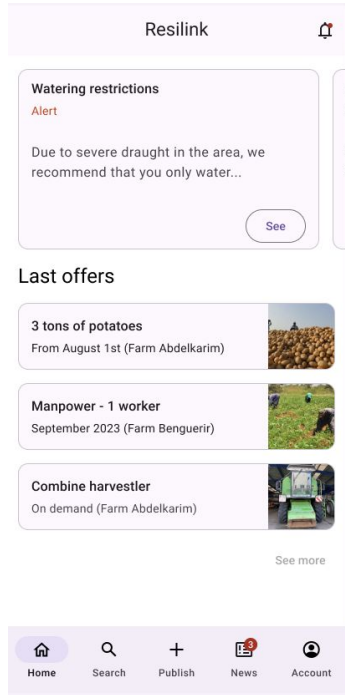 Resilink
Watering restrictions
Alert
Due to severe draught in the area, we
recommend that you only water...
See
Last offers
3 tons of potatoes
From August 1st (Farm Abdelkarim)
Manpower - 1 worker
September 2023 (Farm Benguerir)
Combine harvestler
On demand (Farm Abdelkarim)
See more
3
Home
Search
Publish
News
Account